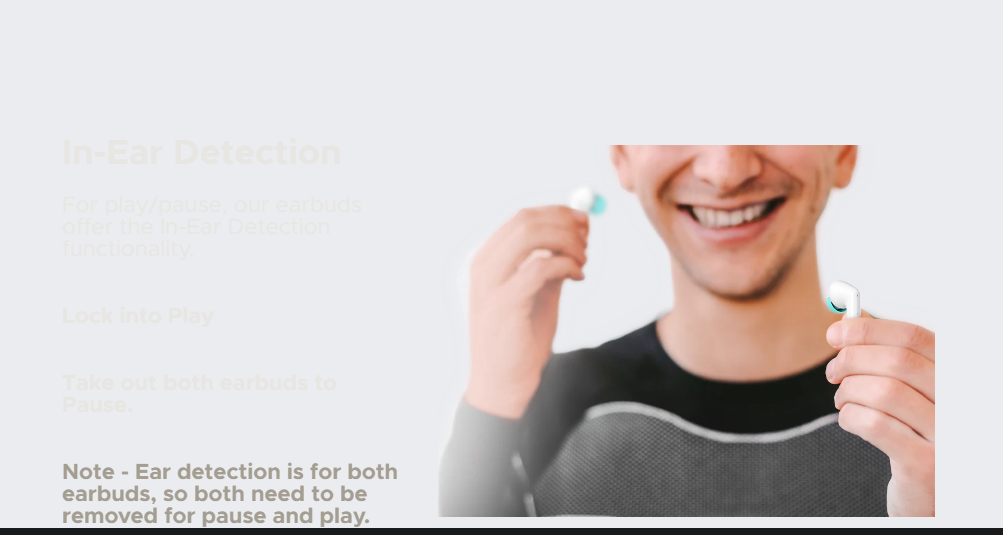 In-Ear Detection
For play/pause, our earbuds
offer the In-Ear Detection
functionality.
Lock into Play
Take out both earbuds to
Pause.
Note - Ear detection is for both
earbuds, so both need to be
removed for pause and play.